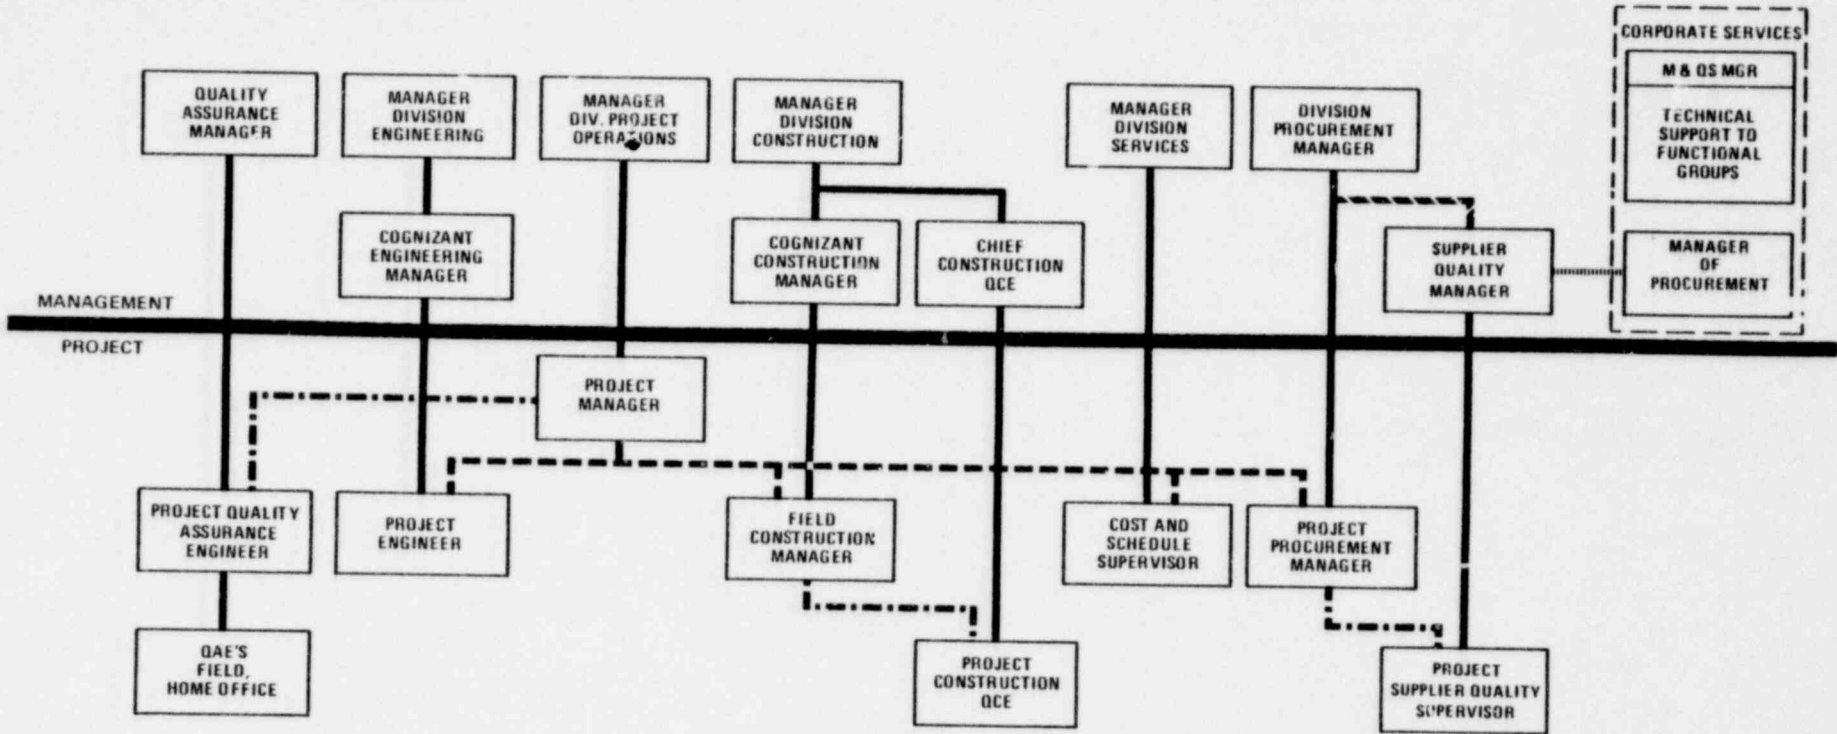 CORPORATE SERVICES
M & QS MGR
TECHNICAL
SUPPORT TO
FUNCTIONAL
GROUPS
QUALITY
ASSURANCE
MANAGER
MANAGER
DIVISION
ENGINEERING
MANAGER
DIV. PROJECT
OPERATIONS
MANAGER
DIVISION
CONSTRUCTION
MANAGER
DIVISION
SERVICES
DIVISION
PROCUREMENT
MANAGER
COGNIZANT
ENGINEERING
MANAGER
COGNIZANT
CONSTRUCTION
MANAGER
CHIEF
CONSTRUCTION
QCE
SUPPLIER
QUALITY
MANAGER
MANAGER
OF
PROCUREMENT
MANAGEMENT
PROJECT
PROJECT
MANAGER
PROJECT QUALITY
ASSURANCE
ENGINEER
PROJECT
ENGINEER
FIELD
CONSTRUCTION
MANAGER
COST AND
SCHEDULE
SUPERVISOR
PROJECT
PROCUREMENT
MANAGER
QAE'S
FIELD,
HOME OFFICE
PROJECT
CONSTRUCTION
QCE
PROJECT
SUPPLIER QUALITY
SUPERVISOR